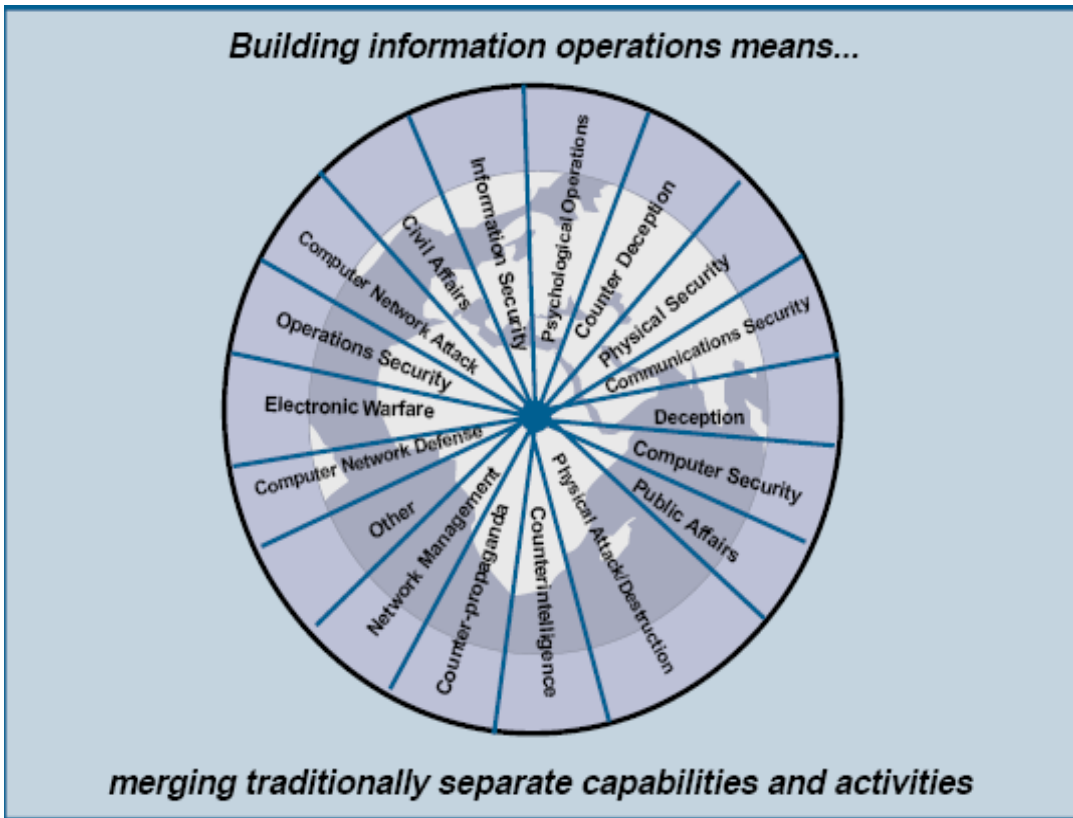 Building information operations means...
Psychological Operations
Counter Deception
Physical Security
Communications Security
Deception
Computer Security
Public Affairs
Physical Attack/Destruction
Counterintelligence
Counter-propaganda
Network Management
Other
Computer Network Defense
Electronic Warfare
Operations Security
Computer Network Attack
Civil Affairs
Information Security
merging traditionally separate capabilities and activities